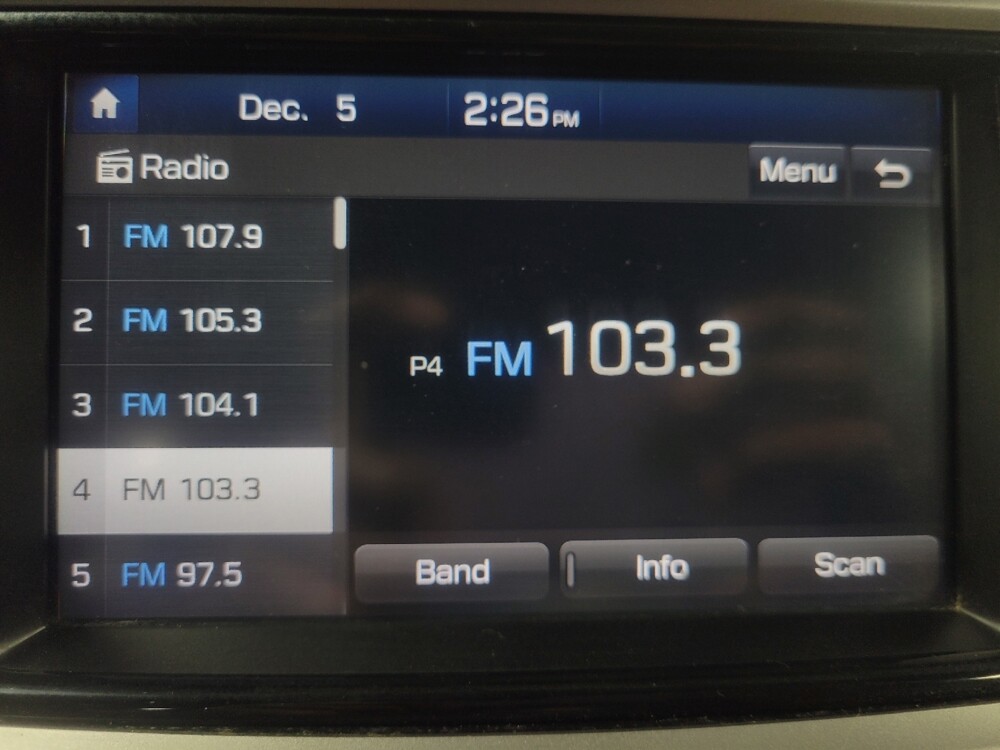 Dec. 5 2:26 PM
Radio Menu
1 FM 107.9
2 FM 105.3
3 FM 104.1
4 FM 103.3
5 FM 97.5
P4 FM 103.3
Band Info Scan